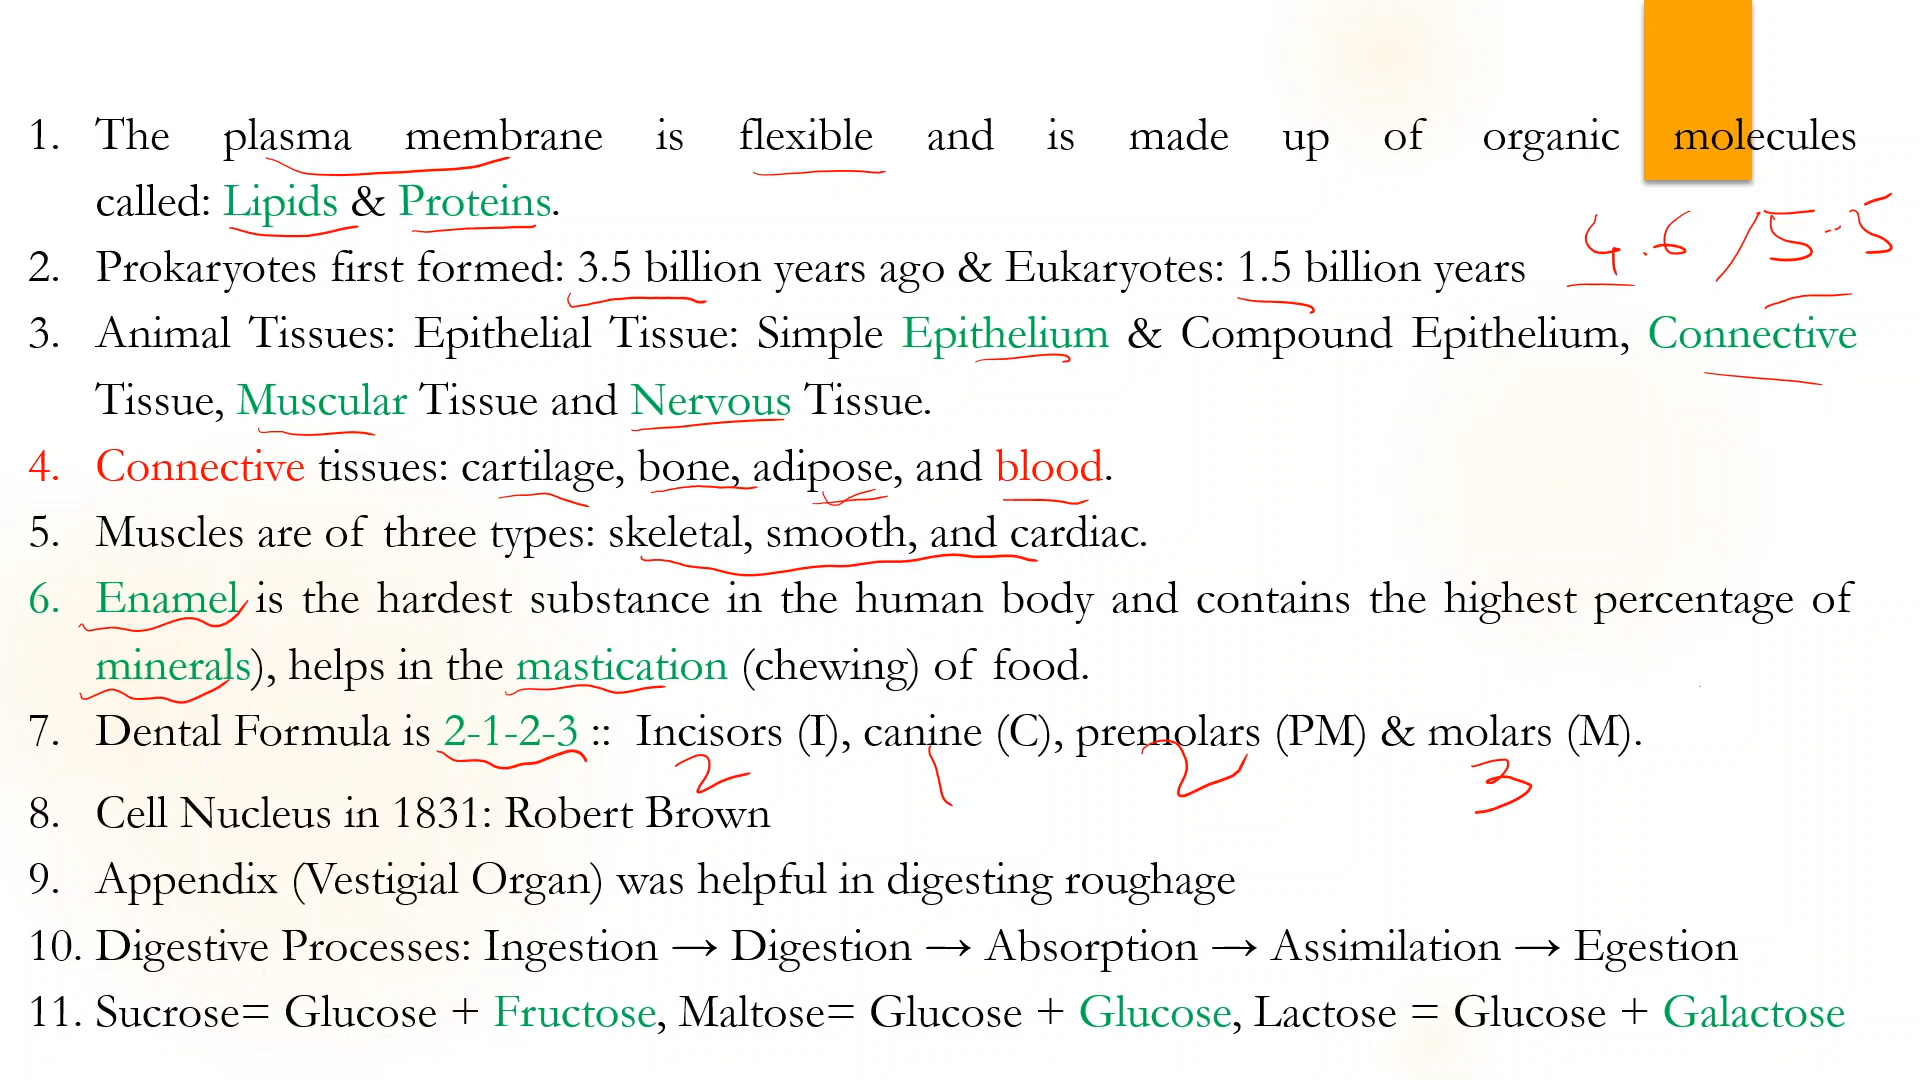 1. The plasma membrane is flexible and is made up of organic molecules
called: Lipids & Proteins.
4.6 / 5.5
2. Prokaryotes first formed: 3.5 billion years ago & Eukaryotes: 1.5 billion years
3. Animal Tissues: Epithelial Tissue: Simple Epithelium & Compound Epithelium, Connective
Tissue, Muscular Tissue and Nervous Tissue.
4. Connective tissues: cartilage, bone, adipose, and blood.
5. Muscles are of three types: skeletal, smooth, and cardiac.
6. Enamel is the hardest substance in the human body and contains the highest percentage of
minerals), helps in the mastication (chewing) of food.
7. Dental Formula is 2-1-2-3 :: Incisors (I), canine (C), premolars (PM) & molars (M).
2 1 2 3
8. Cell Nucleus in 1831: Robert Brown
9. Appendix (Vestigial Organ) was helpful in digesting roughage
10. Digestive Processes: Ingestion → Digestion → Absorption → Assimilation → Egestion
11. Sucrose= Glucose + Fructose, Maltose= Glucose + Glucose, Lactose = Glucose + Galactose